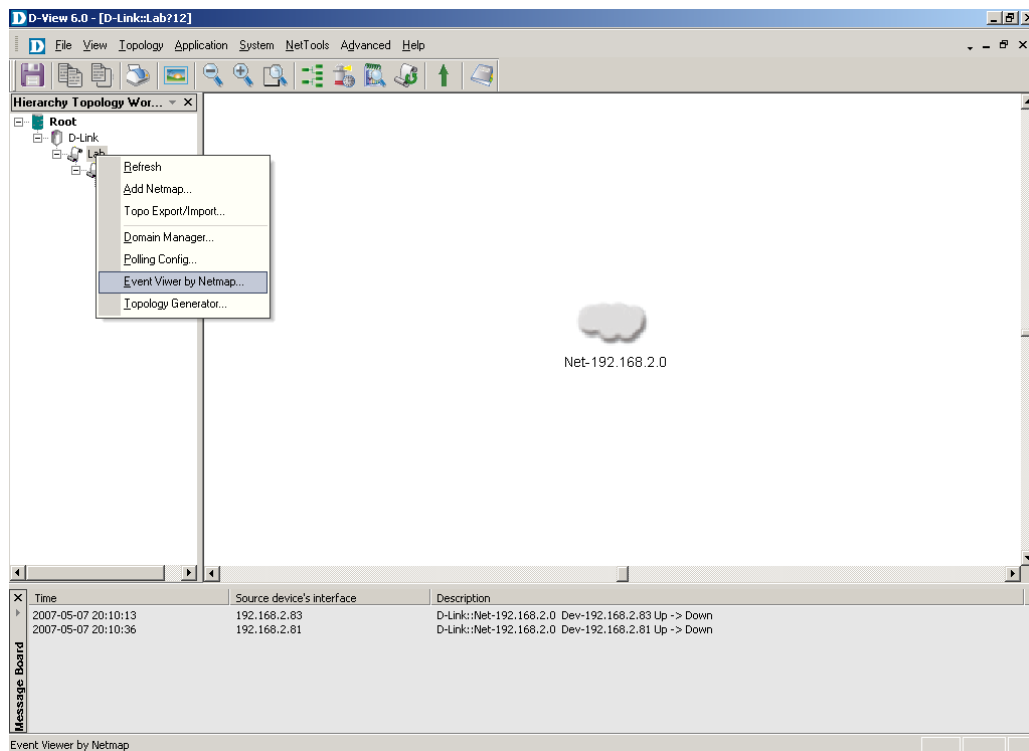 D-View 6.0 - [D-Link::Lab?12]
File View Topology Application System NetTools Advanced Help
Hierarchy Topology Wor...
Root
D-Link
Lab
Refresh
Add Netmap...
Topo Export/Import...
Domain Manager...
Polling Config...
Event Viwer by Netmap...
Topology Generator...
Net-192.168.2.0
Message Board
Time Source device's interface Description
2007-05-07 20:10:13 192.168.2.83 D-Link::Net-192.168.2.0 Dev-192.168.2.83 Up -> Down
2007-05-07 20:10:36 192.168.2.81 D-Link::Net-192.168.2.0 Dev-192.168.2.81 Up -> Down
Event Viewer by Netmap